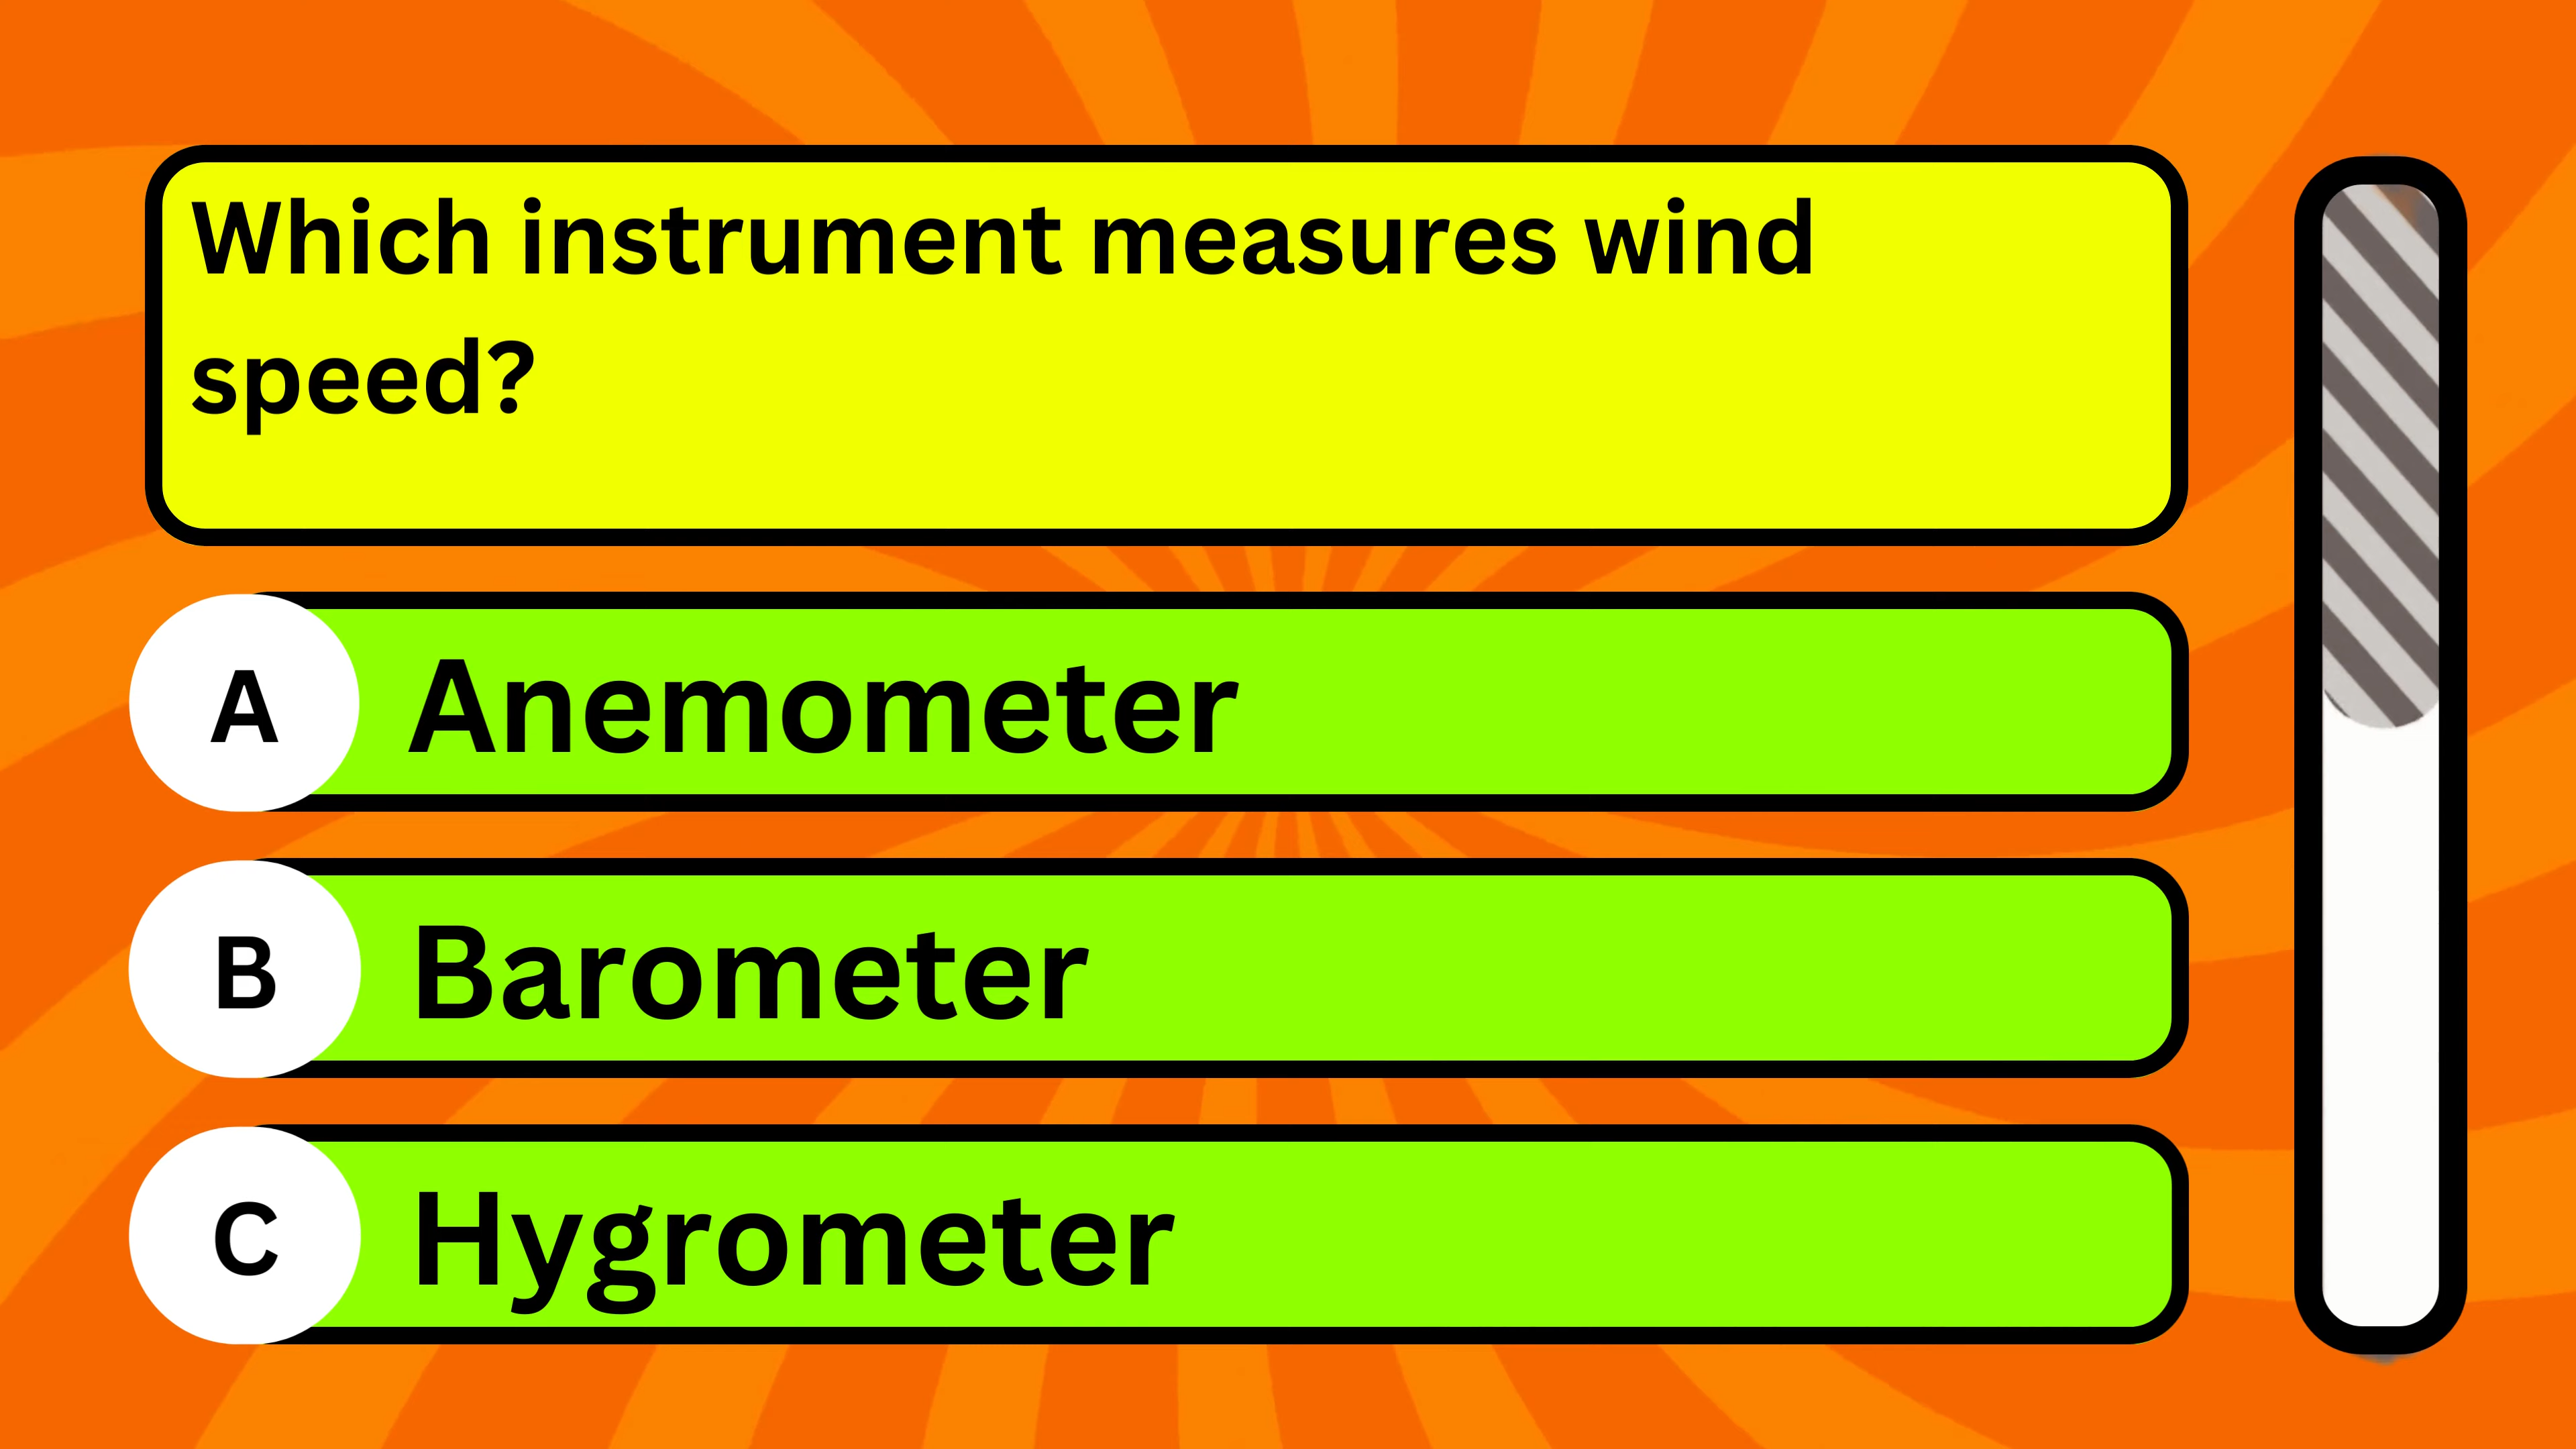 Which instrument measures wind
speed?
A
Anemometer
B
Barometer
C
Hygrometer